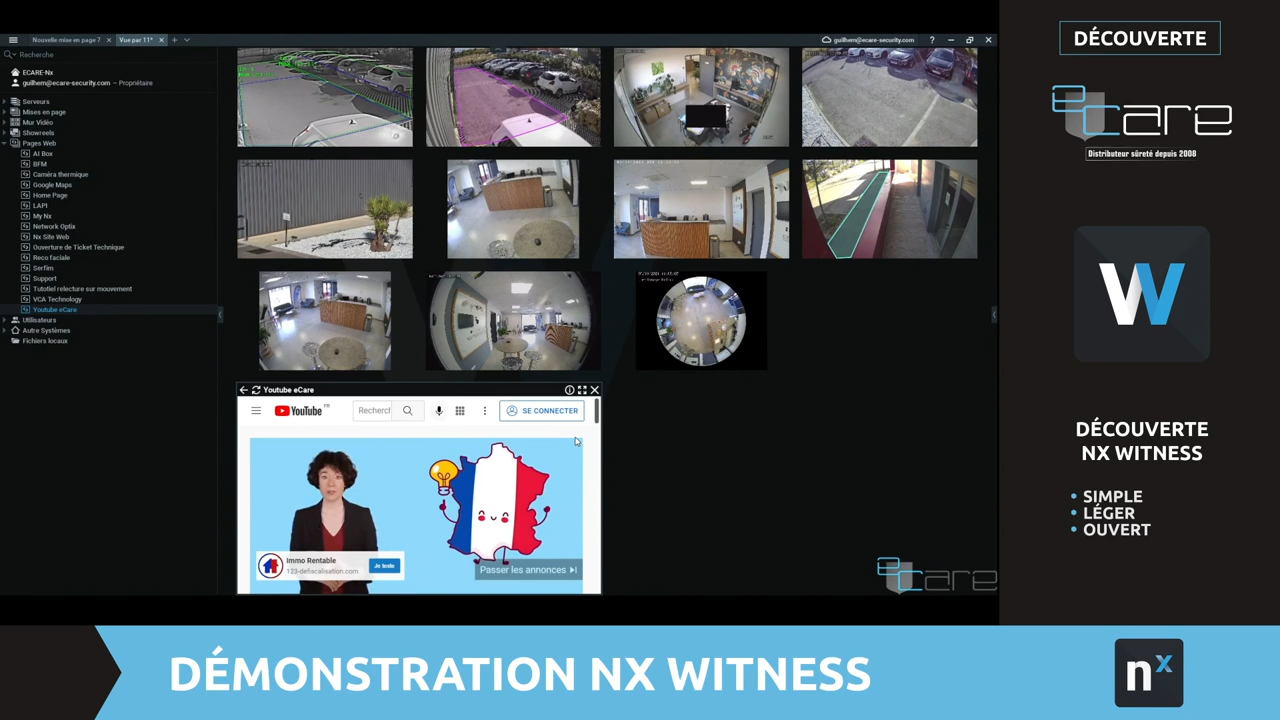 Nouvelle mise en page 7
Vue par 11*
guilhem@ecare-security.com
Recherche
ECARE-Nx
guilhem@ecare-security.com – Propriétaire
Serveurs
Mises en page
Mur Vidéo
Showreels
Pages Web
AI Box
BFM
Caméra thermique
Google Maps
Home Page
LAPI
My Nx
Network Optix
Nx Site Web
Ouverture de Ticket Technique
Reco faciale
Serfim
Support
Tutotiel relecture sur mouvement
VCA Technology
Youtube eCare
Utilisateurs
Autre Systèmes
Fichiers locaux
Youtube eCare
YouTube FR
Recherch
SE CONNECTER
Immo Rentable
123-defiscalisation.com
Je teste
Passer les annonces
ecare
DÉCOUVERTE
ecare
Distributeur sûreté depuis 2008
W
DÉCOUVERTE
NX WITNESS
• SIMPLE
• LÉGER
• OUVERT
DÉMONSTRATION NX WITNESS
nx